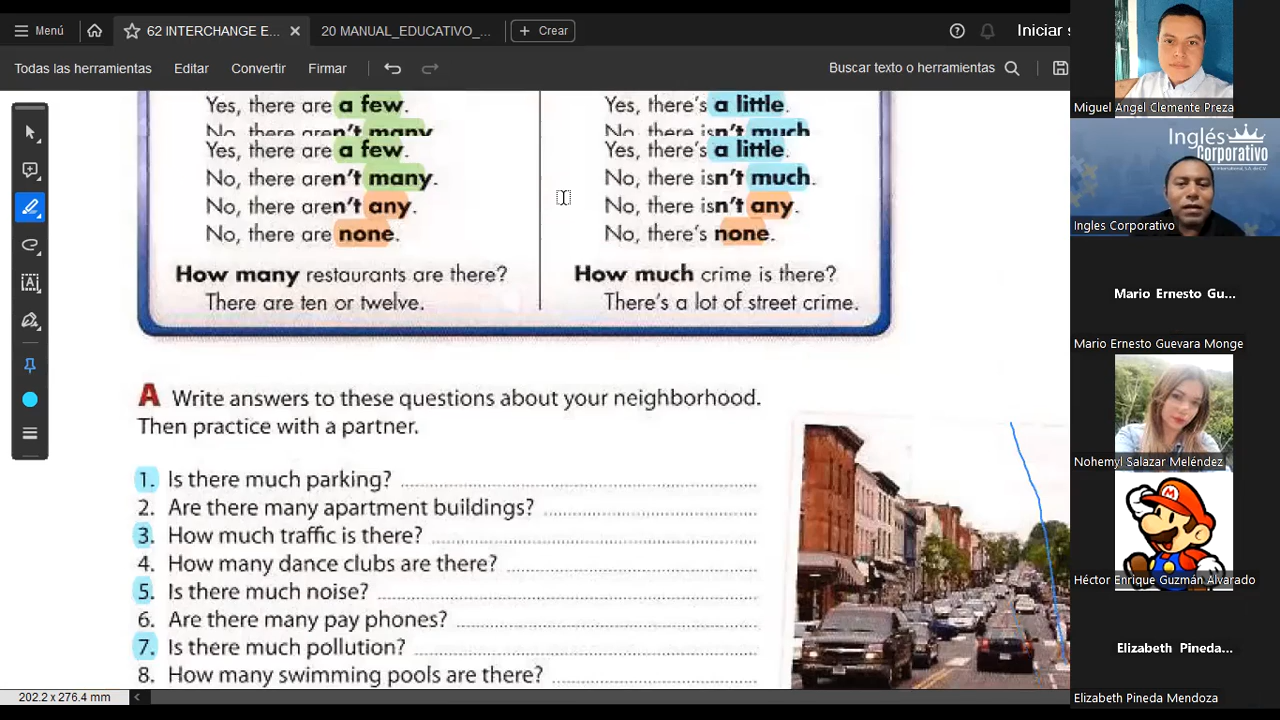 Menú
62 INTERCHANGE E...
20 MANUAL_EDUCATIVO_...
Crear
Iniciar s
Todas las herramientas
Editar
Convertir
Firmar
Buscar texto o herramientas
Yes, there are a few.
No, there aren't many
Yes, there are a few.
No, there aren't many.
No, there aren't any.
No, there are none.
How many restaurants are there?
There are ten or twelve.
Yes, there's a little.
No, there isn't much
Yes, there's a little.
No, there isn't much.
No, there isn't any.
No, there's none.
How much crime is there?
There's a lot of street crime.
A Write answers to these questions about your neighborhood.
Then practice with a partner.
1. Is there much parking?
2. Are there many apartment buildings?
3. How much traffic is there?
4. How many dance clubs are there?
5. Is there much noise?
6. Are there many pay phones?
7. Is there much pollution?
8. How many swimming pools are there?
202.2 x 276.4 mm
Miguel Angel Clemente Preza
Inglés
Corporativo
Ingles Corporativo
Mario Ernesto Gu...
Mario Ernesto Guevara Monge
Nohemyl Salazar Meléndez
M
Héctor Enrique Guzmán Alvarado
Elizabeth Pineda...
Elizabeth Pineda Mendoza